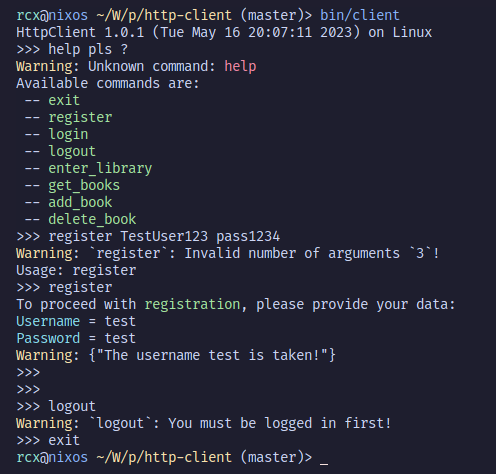 rcx@nixos ~/W/p/http-client (master)> bin/client
HttpClient 1.0.1 (Tue May 16 20:07:11 2023) on Linux
>>> help pls ?
Warning: Unknown command: help
Available commands are:
 -- exit
 -- register
 -- login
 -- logout
 -- enter_library
 -- get_books
 -- add_book
 -- delete_book
>>> register TestUser123 pass1234
Warning: `register`: Invalid number of arguments `3`!
Usage: register
>>> register
To proceed with registration, please provide your data:
Username = test
Password = test
Warning: {"The username test is taken!"}
>>>
>>>
>>> logout
Warning: `logout`: You must be logged in first!
>>> exit
rcx@nixos ~/W/p/http-client (master)> _